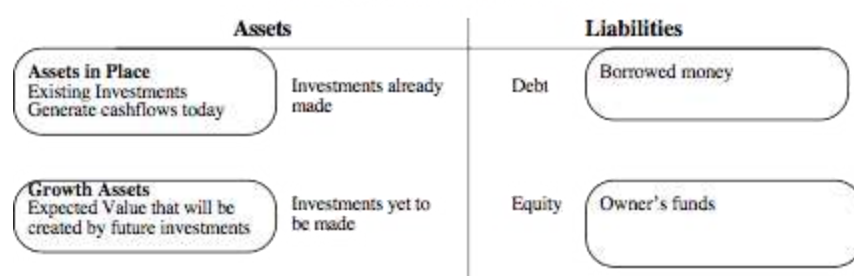 Assets
Liabilities
Assets in Place
Existing Investments
Generate cashflows today
Investments already
made
Debt
Borrowed money
Growth Assets
Expected Value that will be
created by future investments
Investments yet to
be made
Equity
Owner's funds